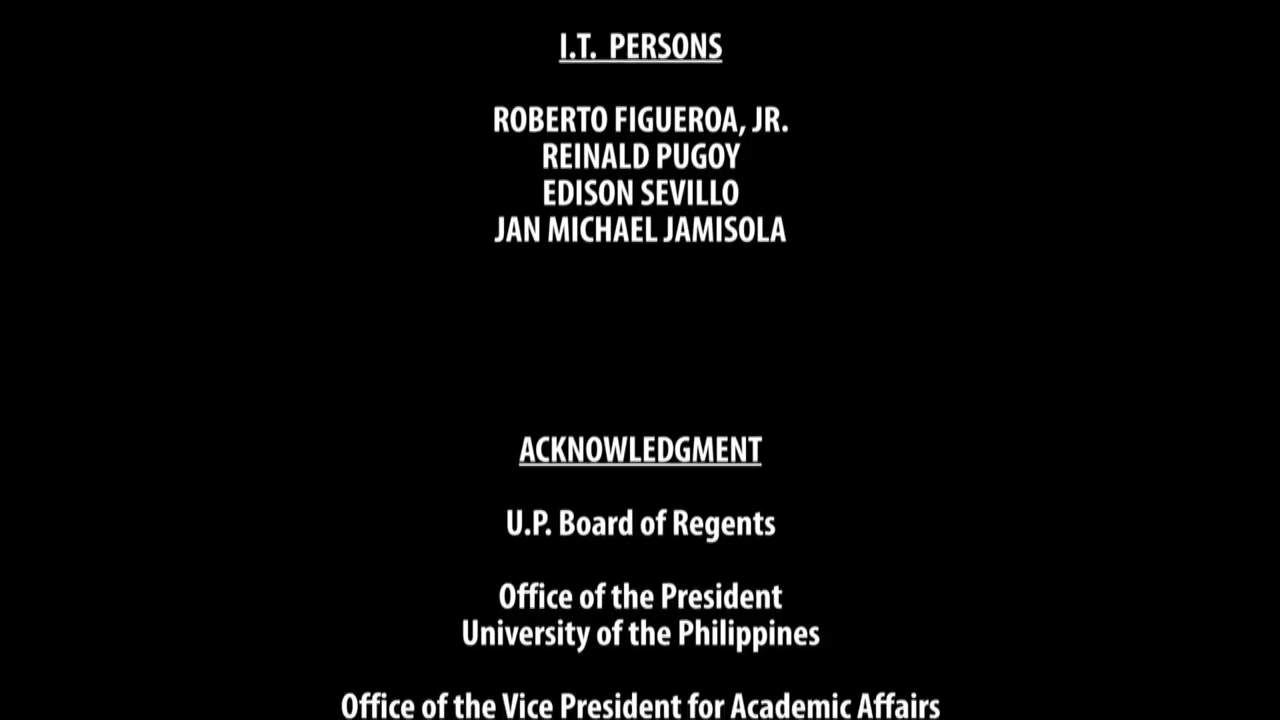 I.T. PERSONS
ROBERTO FIGUEROA, JR.
REINALD PUGOY
EDISON SEVILLO
JAN MICHAEL JAMISOLA
ACKNOWLEDGMENT
U.P. Board of Regents
Office of the President
University of the Philippines
Office of the Vice President for Academic Affairs